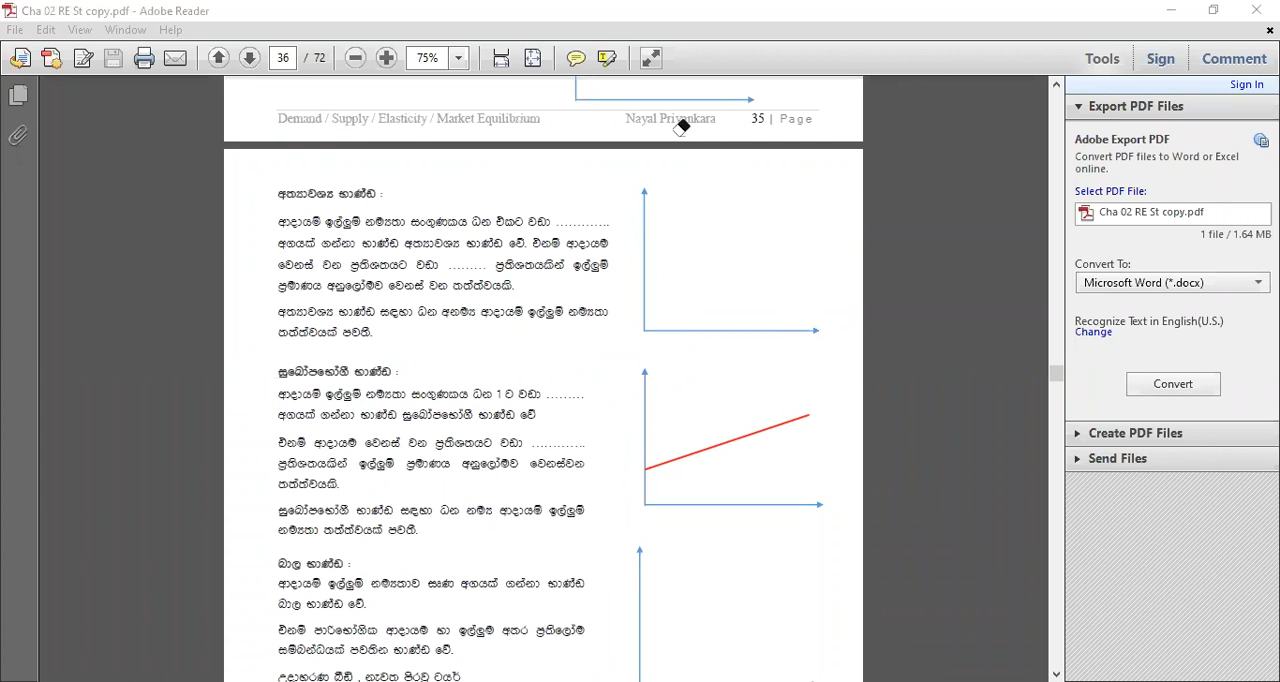 Cha 02 RE St copy.pdf - Adobe Reader
File Edit View Window Help
36 / 72 75% Tools Sign Comment
Sign In
Demand / Supply / Elasticity / Market Equilibrium Nayal Priyankara 35 | Page
අත්‍යාවශ්‍ය භාණ්ඩ :
ආදායම් ඉල්ලුම් නම්‍යතා සංගුණකය ධන එකට වඩා ………….
අගයක් ගන්නා භාණ්ඩ අත්‍යාවශ්‍ය භාණ්ඩ වේ. එනම් ආදායම
වෙනස් වන ප්‍රතිශතයට වඩා ……… ප්‍රතිශතයකින් ඉල්ලුම්
ප්‍රමාණය අනුලෝමව වෙනස් වන තත්ත්වයකි.
අත්‍යාවශ්‍ය භාණ්ඩ සඳහා ධන අනම්‍ය ආදායම් ඉල්ලුම් නම්‍යතා
තත්ත්වයක් පවතී.
සුඛෝපභෝගී භාණ්ඩ :
ආදායම් ඉල්ලුම් නම්‍යතා සංගුණකය ධන 1 ට වඩා ………
අගයක් ගන්නා භාණ්ඩ සුඛෝපභෝගී භාණ්ඩ වේ
එනම් ආදායම වෙනස් වන ප්‍රතිශතයට වඩා ………….
ප්‍රතිශතයකින් ඉල්ලුම් ප්‍රමාණය අනුලෝමව වෙනස්වන
තත්ත්වයකි.
සුඛෝපභෝගී භාණ්ඩ සඳහා ධන නම්‍ය ආදායම් ඉල්ලුම්
නම්‍යතා තත්ත්වයක් පවතී.
බාල භාණ්ඩ :
ආදායම් ඉල්ලුම් නම්‍යතාව සෘණ අගයක් ගන්නා භාණ්ඩ
බාල භාණ්ඩ වේ.
එනම් පාරිභෝගික ආදායම හා ඉල්ලුම අතර ප්‍රතිලෝම
සම්බන්ධයක් පවතින භාණ්ඩ වේ.
උදාහරණ බීඩි , නැවත පිරවූ ටයර්
Export PDF Files
Adobe Export PDF
Convert PDF files to Word or Excel
online.
Select PDF File:
Cha 02 RE St copy.pdf
1 file / 1.64 MB
Convert To:
Microsoft Word (*.docx)
Recognize Text in English(U.S.)
Change
Convert
Create PDF Files
Send Files